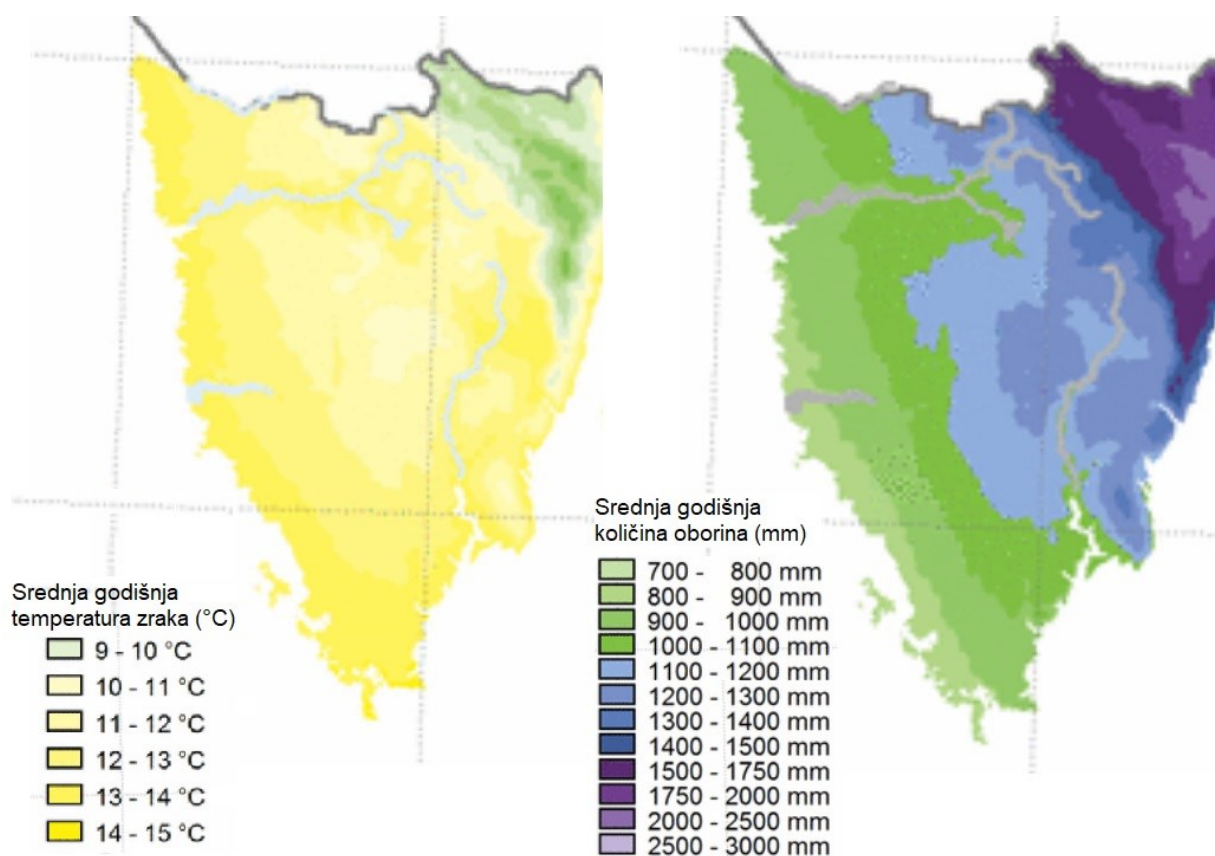 Srednja godišnja
temperatura zraka (°C)
9 - 10 °C
10 - 11 °C
11 - 12 °C
12 - 13 °C
13 - 14 °C
14 - 15 °C
Srednja godišnja
količina oborina (mm)
700 - 800 mm
800 - 900 mm
900 - 1000 mm
1000 - 1100 mm
1100 - 1200 mm
1200 - 1300 mm
1300 - 1400 mm
1400 - 1500 mm
1500 - 1750 mm
1750 - 2000 mm
2000 - 2500 mm
2500 - 3000 mm